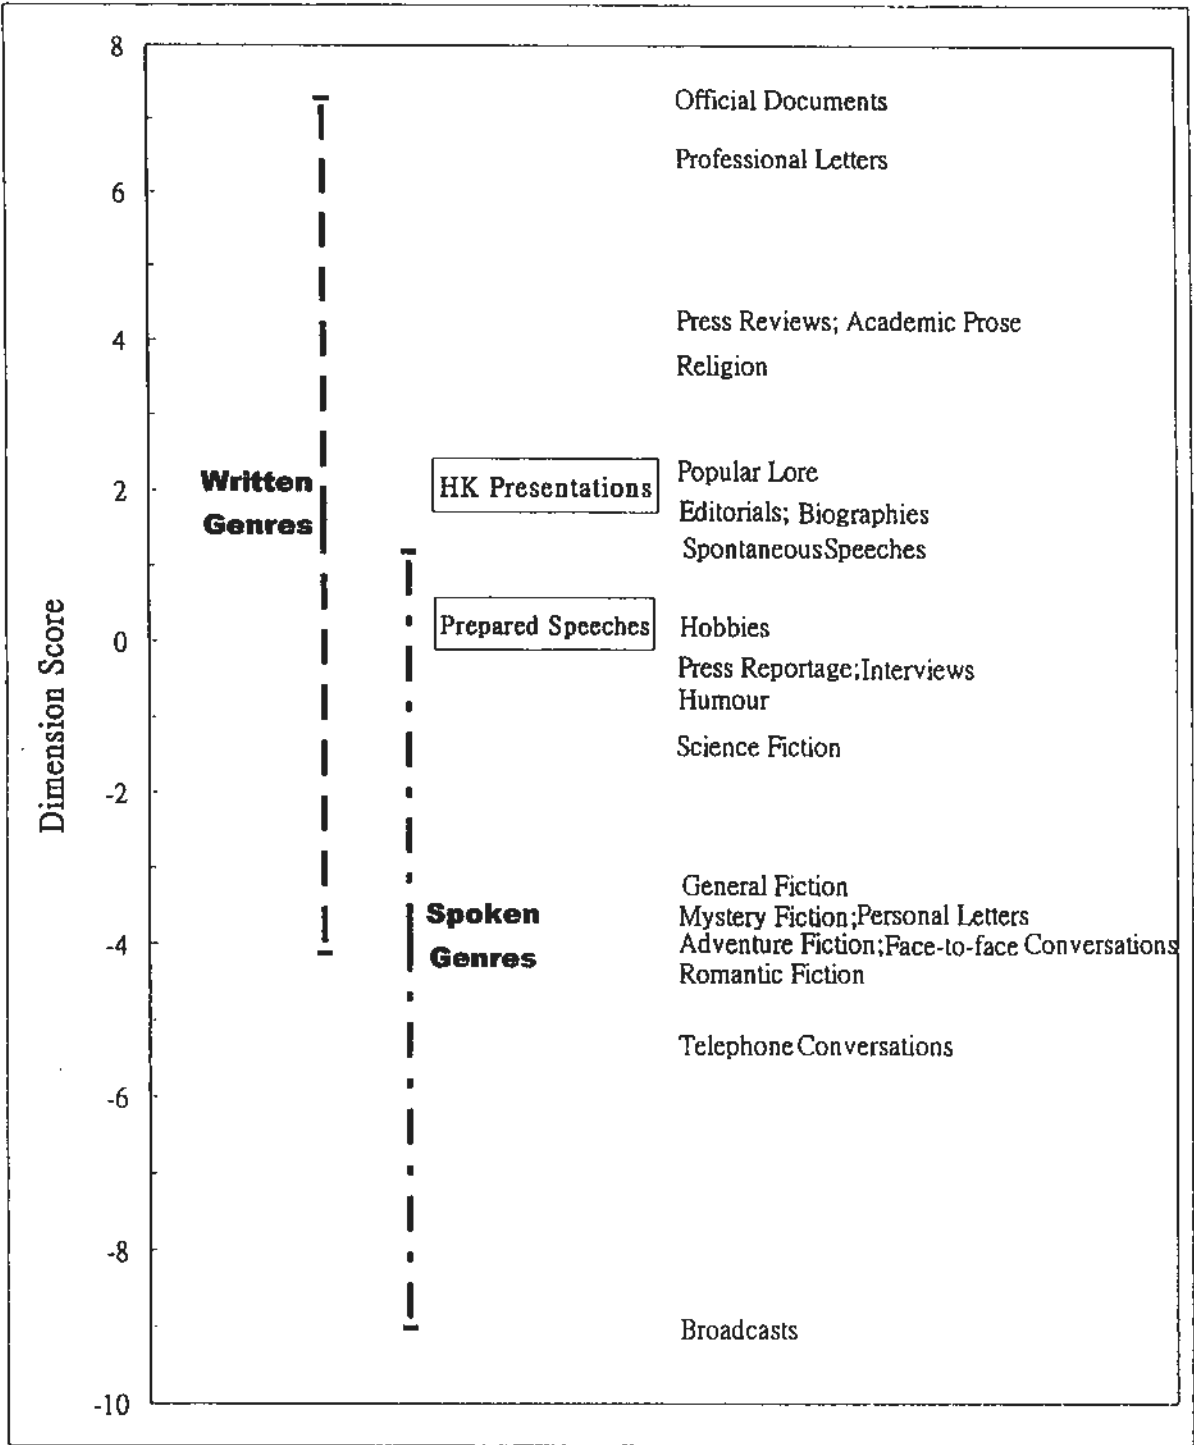 8
Official Documents
Professional Letters
6
Press Reviews; Academic Prose
4
Religion
Written
Genres
2
HK Presentations
Popular Lore
Editorials; Biographies
Spontaneous Speeches
Dimension Score
0
Prepared Speeches
Hobbies
Press Reportage; Interviews
Humour
Science Fiction
-2
General Fiction
Spoken
Genres
Mystery Fiction; Personal Letters
-4
Adventure Fiction; Face-to-face Conversations
Romantic Fiction
Telephone Conversations
-6
-8
Broadcasts
-10